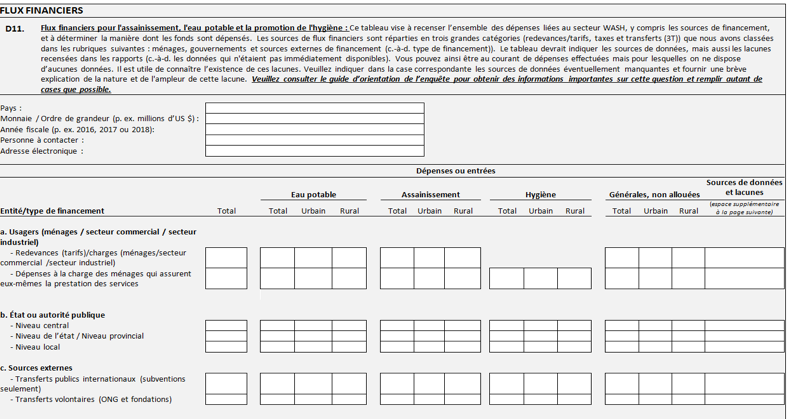 FLUX FINANCIERS
D11. Flux financiers pour l'assainissement, l'eau potable et la promotion de l'hygiène : Ce tableau vise à recenser l'ensemble des dépenses liées au secteur WASH, y compris les sources de financement,
et à déterminer la manière dont les fonds sont dépensés. Les sources de flux financiers sont réparties en trois grandes catégories (redevances/tarifs, taxes et transferts (3T)) que nous avons classées
dans les rubriques suivantes : ménages, gouvernements et sources externes de financement (c.-à-d. type de financement)). Le tableau devrait indiquer les sources de données, mais aussi les lacunes
recensées dans les rapports (c.-à-d. les données qui n'étaient pas immédiatement disponibles). Vous pouvez ainsi être au courant de dépenses effectuées mais pour lesquelles on ne dispose
d'aucunes données. Il est utile de connaître l'existence de ces lacunes. Veuillez indiquer dans la case correspondante les sources de données éventuellement manquantes et fournir une brève
explication de la nature et de l'ampleur de cette lacune. Veuillez consulter le guide d'orientation de l'enquête pour obtenir des informations importantes sur cette question et remplir autant de
cases que possible.
Pays :
Monnaie / Ordre de grandeur (p. ex. millions d'US $) :
Année fiscale (p. ex. 2016, 2017 ou 2018):
Personne à contacter :
Adresse électronique :
Dépenses ou entrées
Eau potable Assainissement Hygiène Générales, non allouées Sources de données
et lacunes
(espace supplémentaire
à la page suivante)
Entité/type de financement Total Total Urbain Rural Total Urbain Rural Total Urbain Rural Total Urbain Rural
a. Usagers (ménages / secteur commercial / secteur
industriel)
- Redevances (tarifs)/charges (ménages/secteur
commercial /secteur industriel)
- Dépenses à la charge des ménages qui assurent
eux-mêmes la prestation des services
b. État ou autorité publique
- Niveau central
- Niveau de l'état / Niveau provincial
- Niveau local
c. Sources externes
- Transferts publics internationaux (subventions
seulement)
- Transferts volontaires (ONG et fondations)